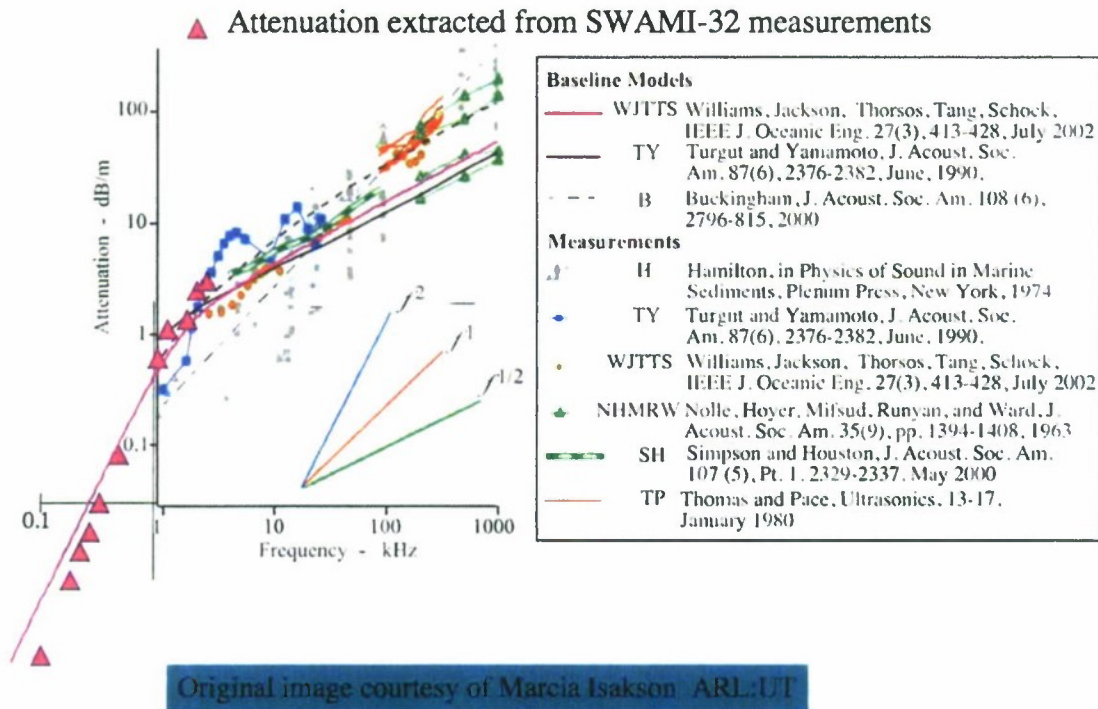 Attenuation extracted from SWAMI-32 measurements
Attenuation - dB/m
100
10
1
0.1
0.1
1
10
100
1000
Frequency - kHz
f²
f¹
f¹/²
Baseline Models
WJTTS Williams, Jackson, Thorsos, Tang, Schock,
IEEE J. Oceanic Eng. 27(3), 413-428, July 2002
TY Turgut and Yamamoto, J. Acoust. Soc.
Am. 87(6), 2376-2382, June, 1990.
B Buckingham, J. Acoust. Soc. Am. 108 (6),
2796-815, 2000
Measurements
H Hamilton, in Physics of Sound in Marine
Sediments, Plenum Press, New York, 1974
TY Turgut and Yamamoto, J. Acoust. Soc.
Am. 87(6), 2376-2382, June, 1990.
WJTTS Williams, Jackson, Thorsos, Tang, Schock,
IEEE J. Oceanic Eng. 27(3), 413-428, July 2002
NHMRW Nolle, Hoyer, Mifsud, Runyan, and Ward, J.
Acoust. Soc. Am. 35(9), pp. 1394-1408, 1963
SH Simpson and Houston, J. Acoust. Soc. Am.
107 (5), Pt. 1. 2329-2337. May 2000
TP Thomas and Pace, Ultrasonics, 13-17,
January 1980
Original image courtesy of Marcia Isakson ARL:UT